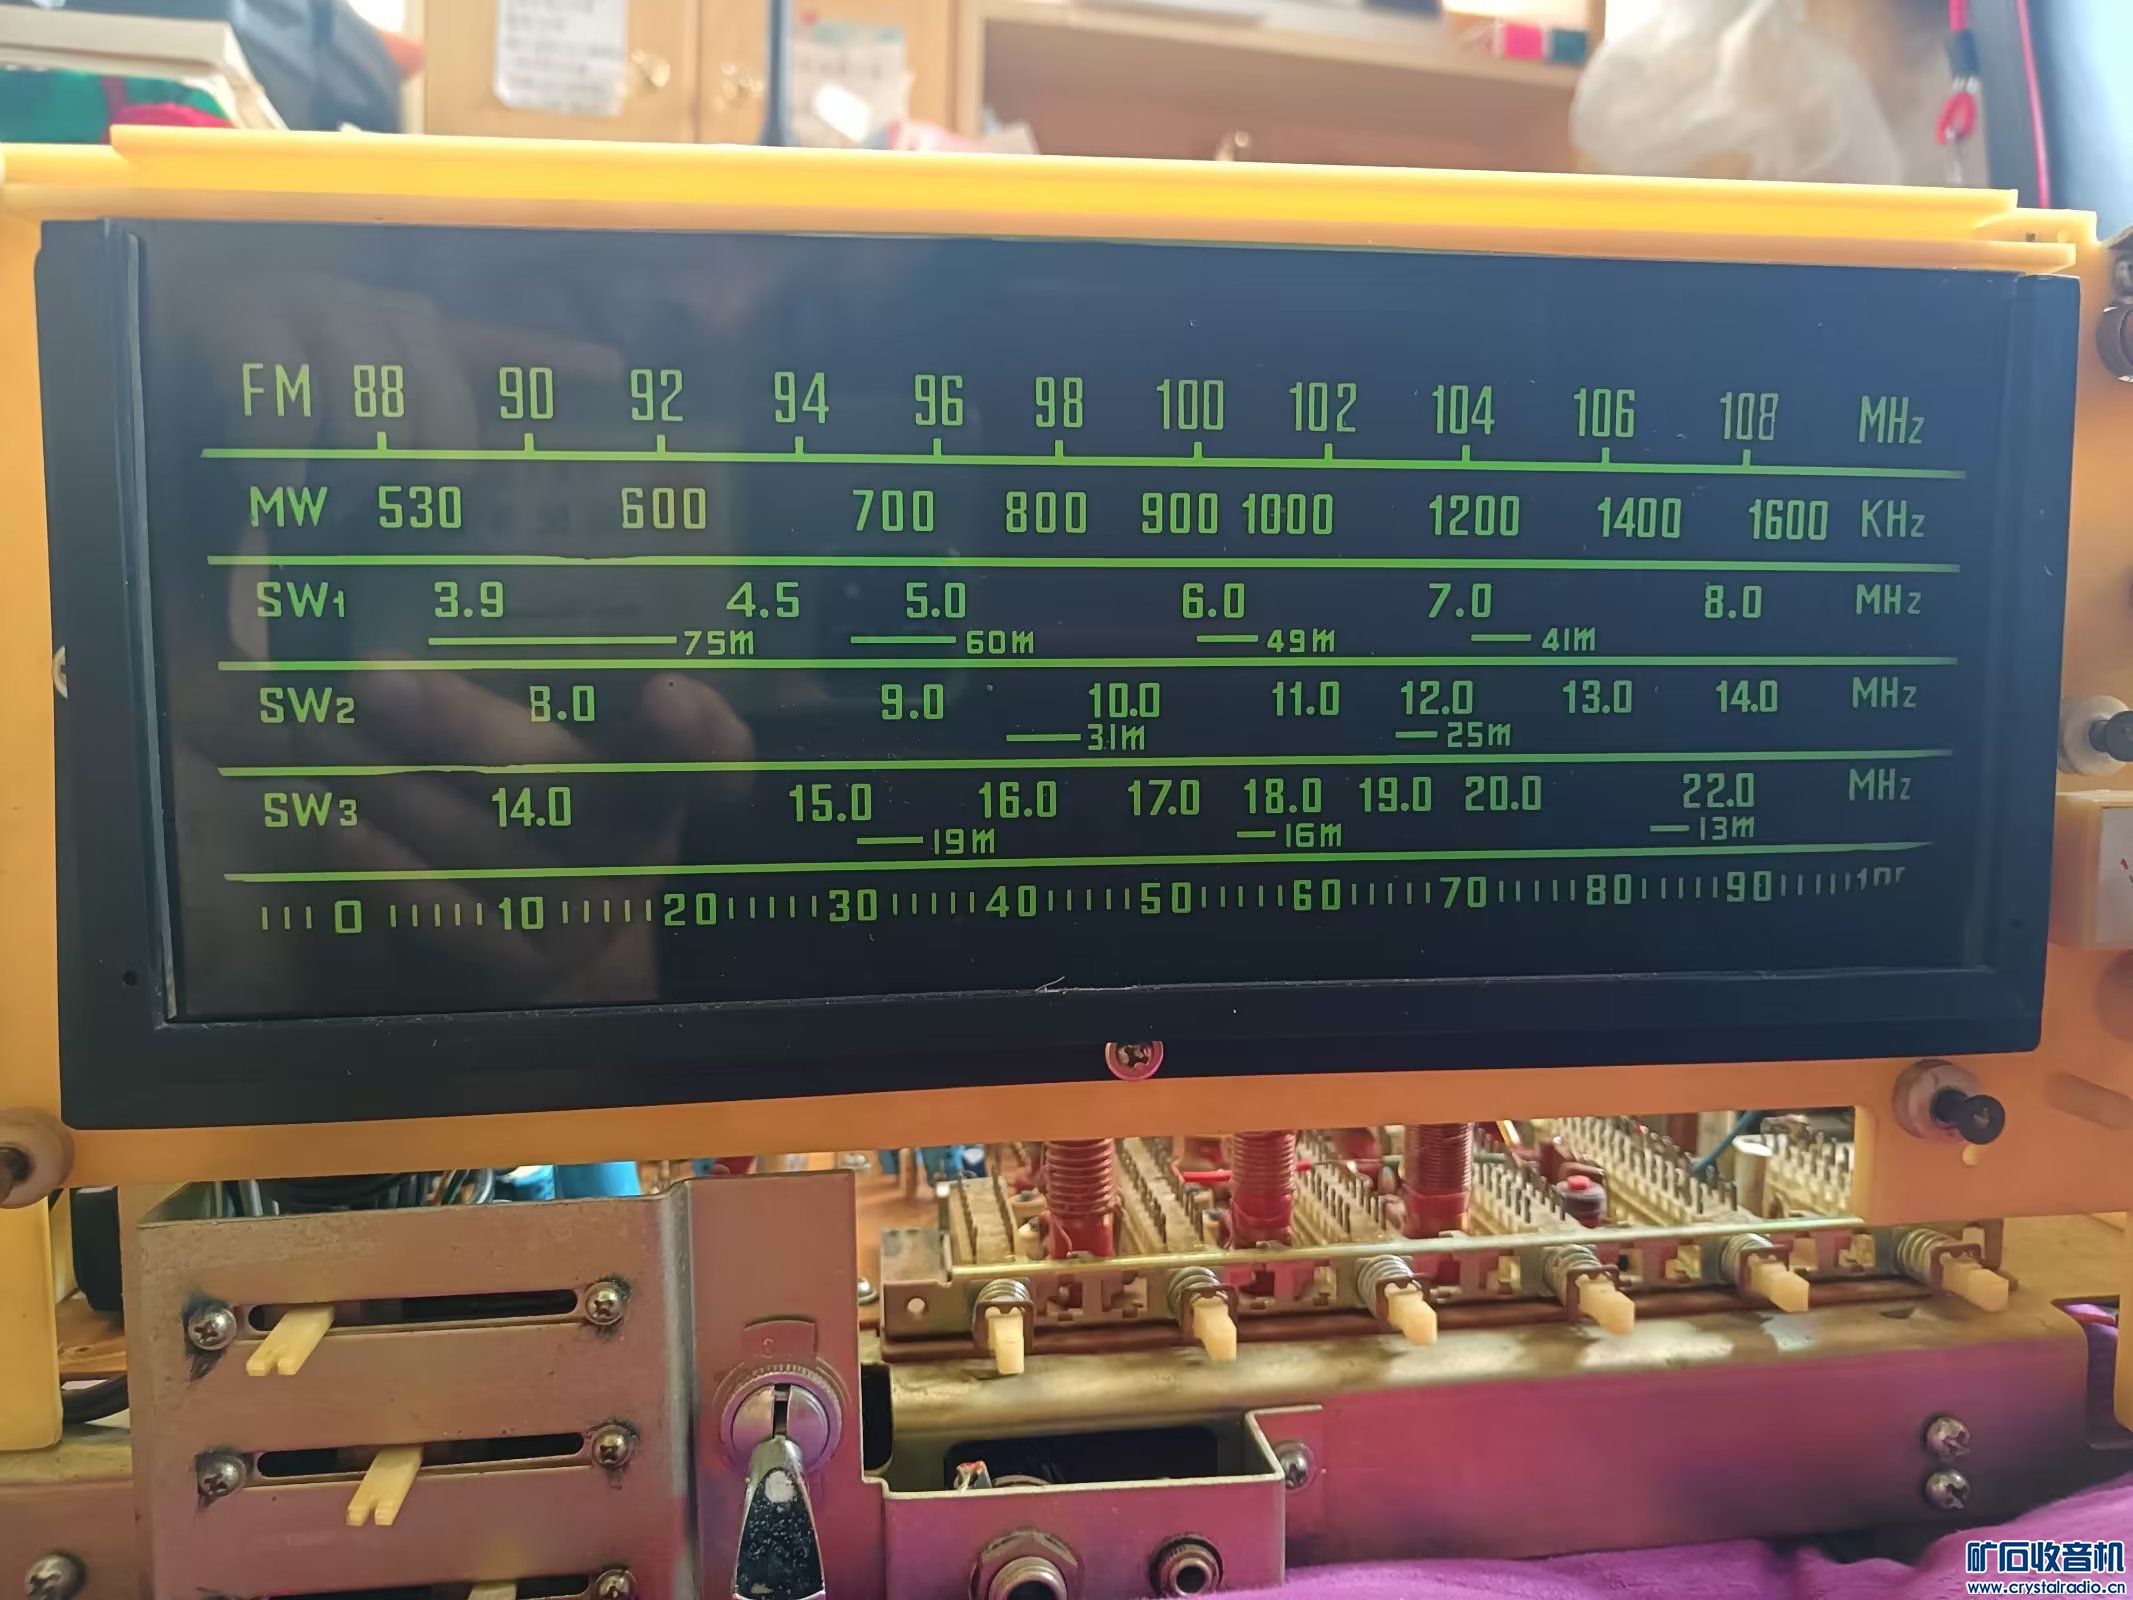 FM 88 90 92 94 96 98 100 102 104 106 108 MHz
MW 530 600 700 800 900 1000 1200 1400 1600 KHz
SW1 3.9 4.5 5.0 6.0 7.0 8.0 MHz
75m 60m 49m 41m
SW2 8.0 9.0 10.0 11.0 12.0 13.0 14.0 MHz
31m 25m
SW3 14.0 15.0 16.0 17.0 18.0 19.0 20.0 22.0 MHz
19m 16m 13m
0 10 20 30 40 50 60 70 80 90
矿石收音机
www.crystalradio.cn